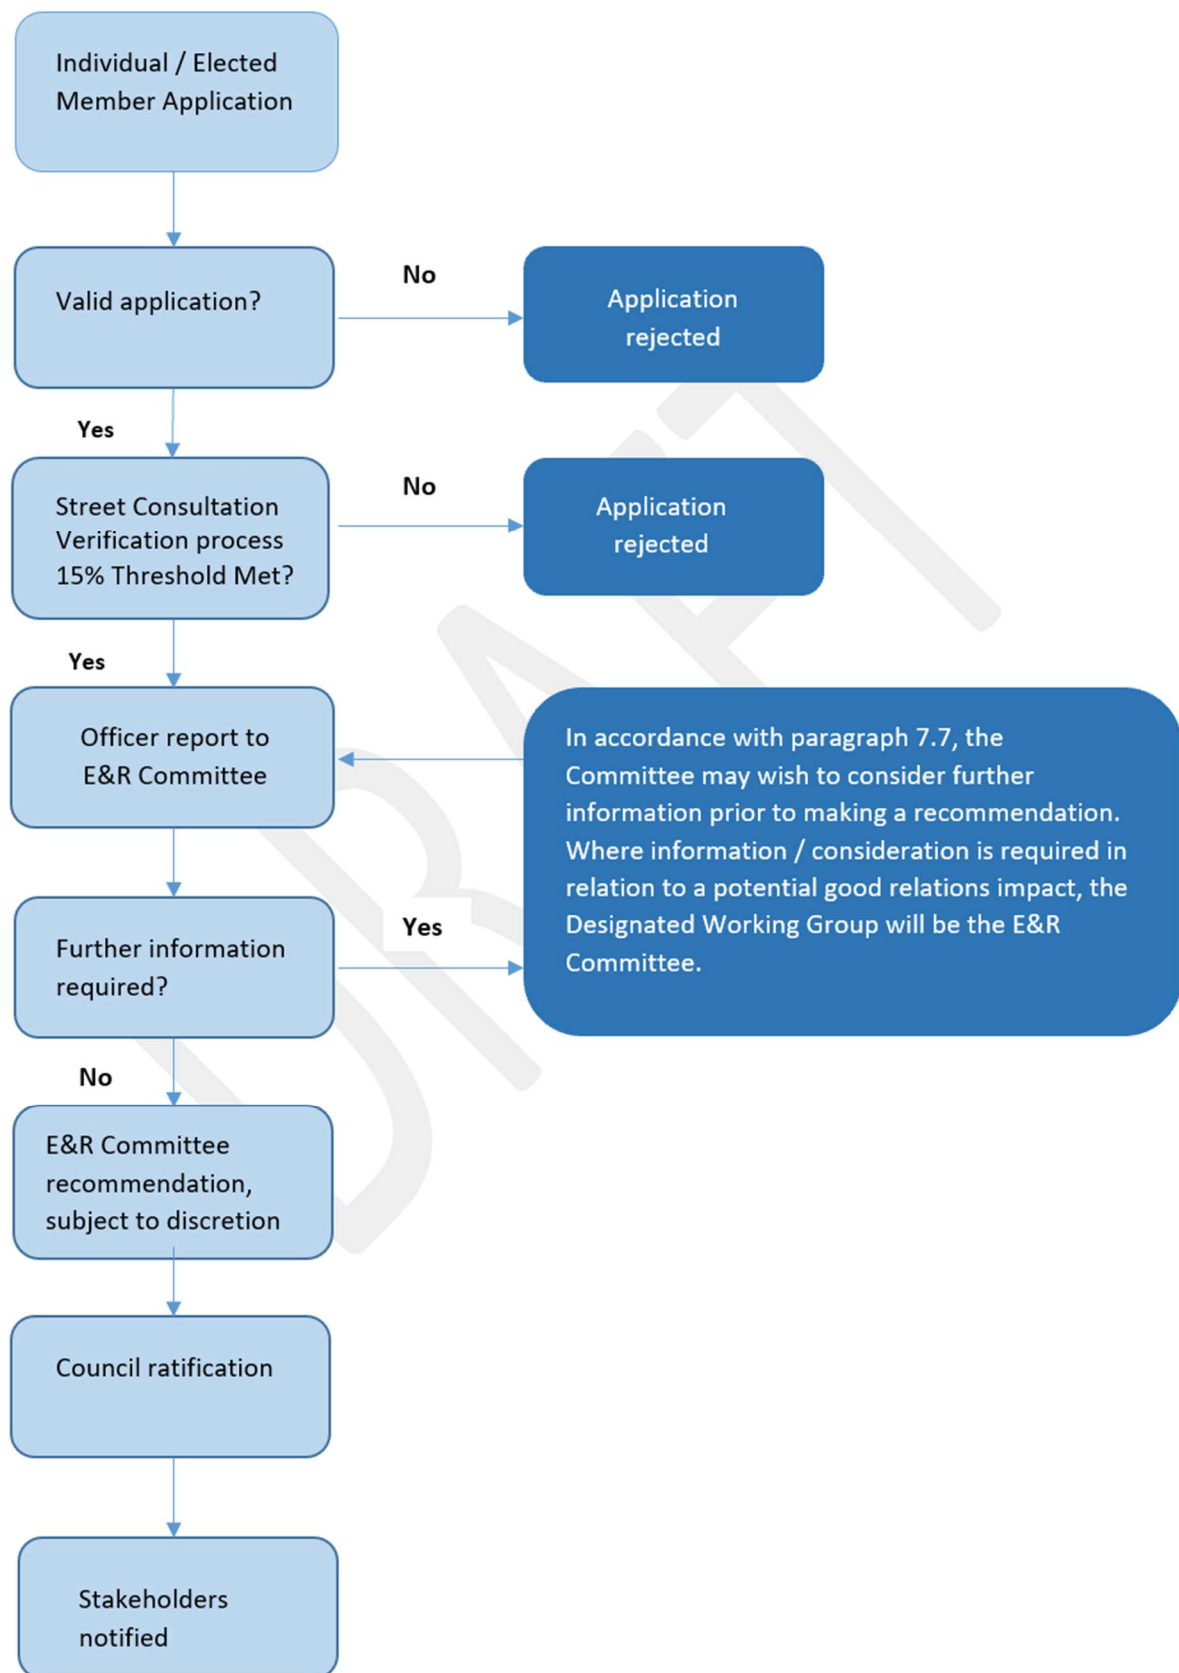 Individual / Elected
Member Application
Valid application?
No
Application
rejected
Yes
Street Consultation
Verification process
15% Threshold Met?
No
Application
rejected
Yes
Officer report to
E&R Committee
In accordance with paragraph 7.7, the
Committee may wish to consider further
information prior to making a recommendation.
Where information / consideration is required in
relation to a potential good relations impact, the
Designated Working Group will be the E&R
Committee.
Further information
required?
Yes
No
E&R Committee
recommendation,
subject to discretion
Council ratification
Stakeholders
notified
DRAFT